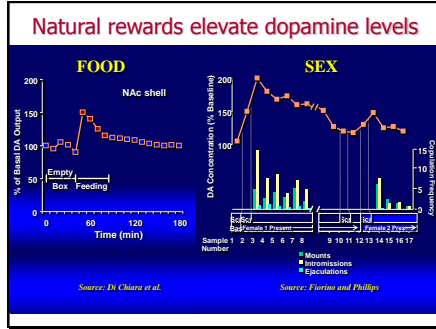 Natural rewards elevate dopamine levels
FOOD
% of Basal DA Output
200
150
100
50
0
NAc shell
Empty
Box Feeding
0 60 120 180
Time (min)
Source: Di Chiara et al.
SEX
DA Concentration (% Baseline)
200
150
100
15
10
5
0
Copulation Frequency
Female 1 Present
Female 2 Present
Sample
Number
1 2 3 4 5 6 7 8 9 10 11 12 13 14 15 16 17
Mounts
Intromissions
Ejaculations
Source: Fiorino and Phillips